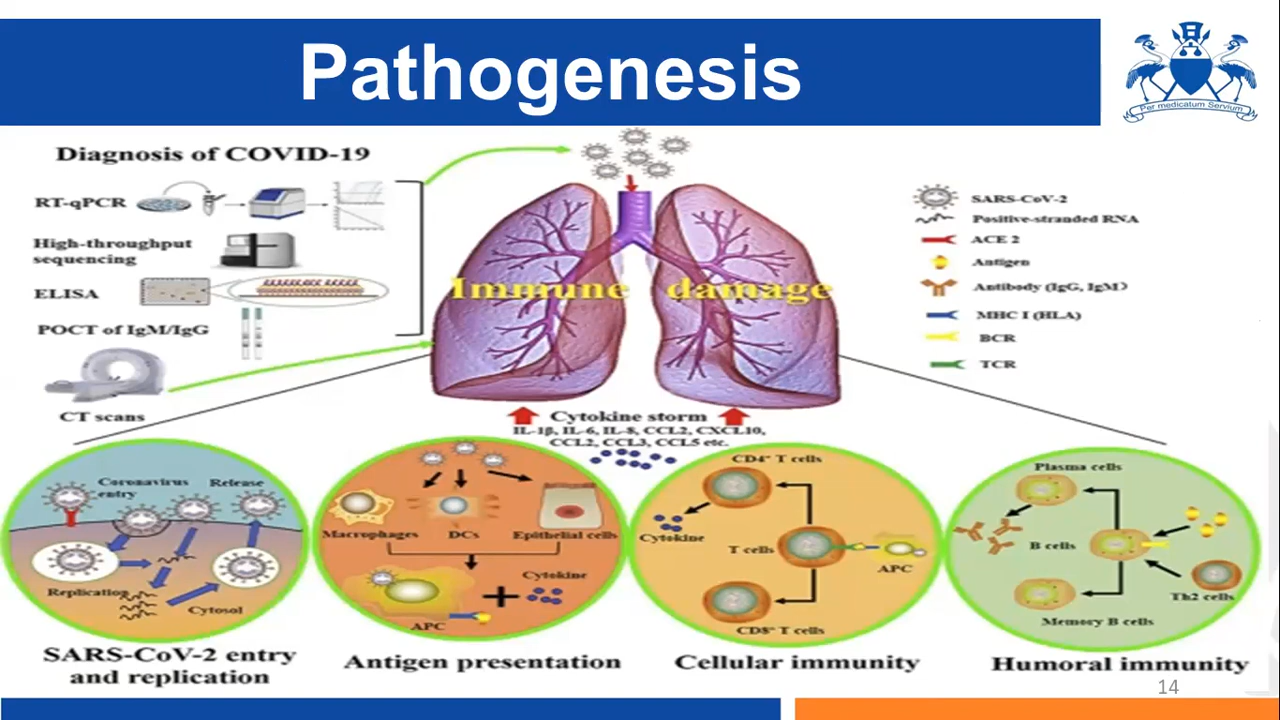 Pathogenesis
Per medicatum Servium
Diagnosis of COVID-19
RT-qPCR
High-throughput
sequencing
ELISA
POCT of IgM/IgG
CT scans
Immune damage
SARS-CoV-2
Positive-stranded RNA
ACE 2
Antigen
Antibody (IgG, IgM)
MHC I (HLA)
BCR
TCR
Cytokine storm
IL-1β, IL-6, IL-8, CCL2, CXCL10,
CCL2, CCL3, CCL5 etc.
Coronavirus
entry
Release
Replication
Cytosol
SARS-CoV-2 entry
and replication
Macrophages
DCs
Epithelial cells
Cytokine
APC
Antigen presentation
CD4+ T cells
Cytokine
T cells
APC
CD8+ T cells
Cellular immunity
Plasma cells
B cells
Th2 cells
Memory B cells
Humoral immunity
14